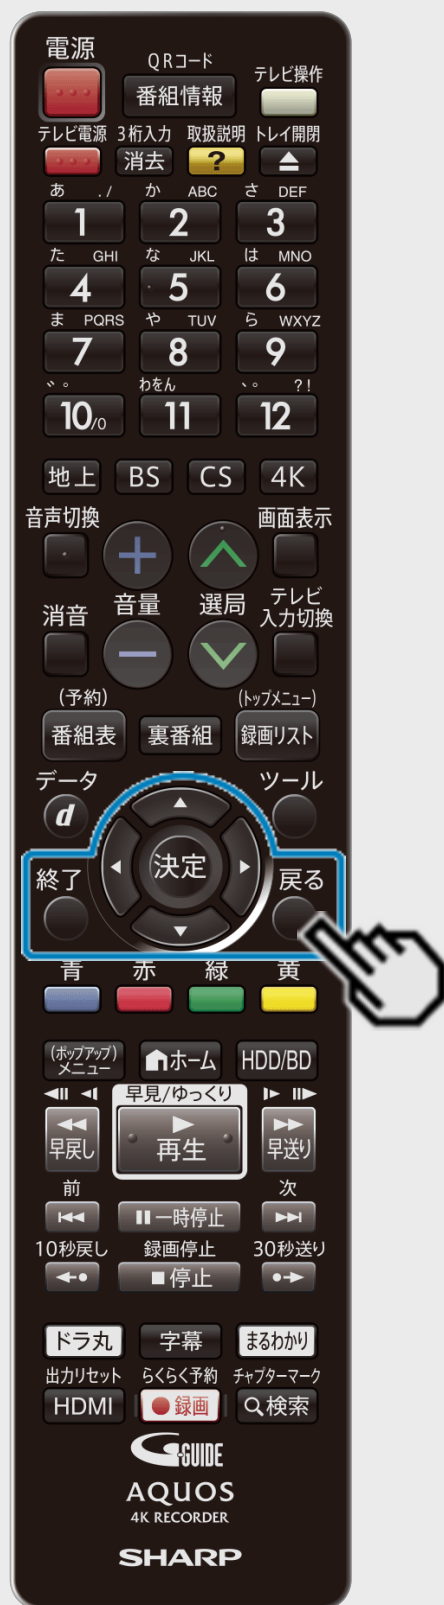 電源
QRコード
テレビ操作
番組情報
テレビ電源 3桁入力 取扱説明 トレイ開閉
消去 ?
あ ./ か ABC さ DEF
1 2 3
た GHI な JKL は MNO
4 5 6
ま PQRS や TUV ら WXYZ
7 8 9
゛゜ わをん 、。 ?!
10/0 11 12
地上 BS CS 4K
音声切換 画面表示
+
消音 音量 選局 テレビ
入力切換
−
(予約) (トップメニュー)
番組表 裏番組 録画リスト
データ ツール
d
決定
終了 戻る
青 赤 緑 黄
(ポップアップ)
メニュー ホーム HDD/BD
早見/ゆっくり
早戻し 再生 早送り
前 次
一時停止
10秒戻し 録画停止 30秒送り
停止
ドラ丸 字幕 まるわかり
出力リセット らくらく予約 チャプターマーク
HDMI 録画 検索
G-GUIDE
AQUOS
4K RECORDER
SHARP